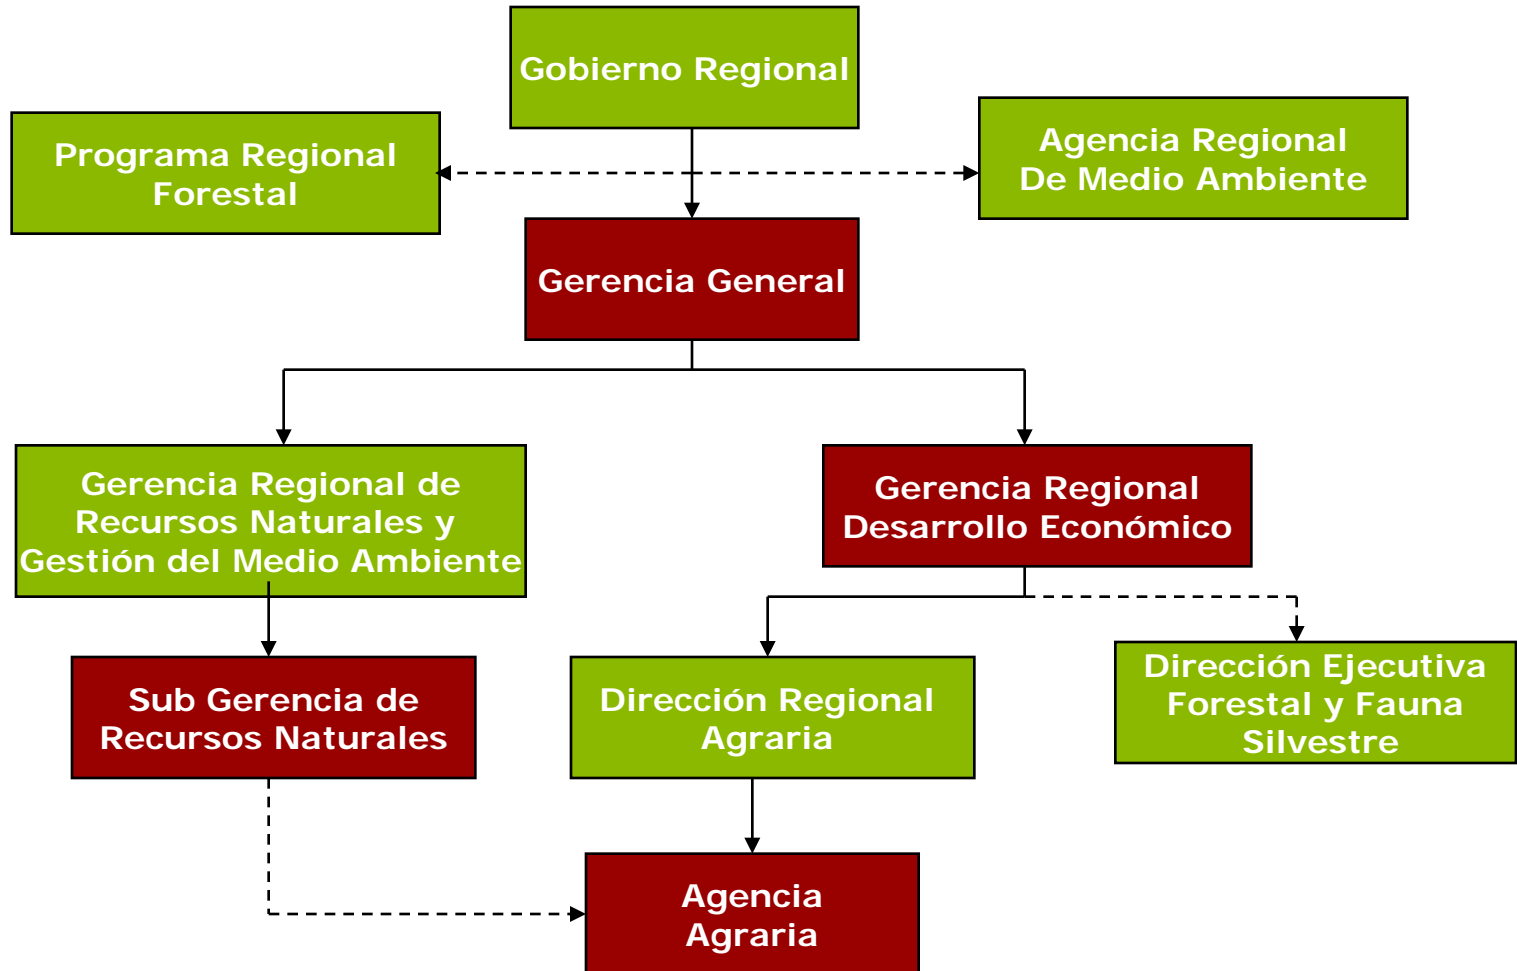 Gobierno Regional
Programa Regional
Forestal
Agencia Regional
De Medio Ambiente
Gerencia General
Gerencia Regional de
Recursos Naturales y
Gestión del Medio Ambiente
Gerencia Regional
Desarrollo Económico
Sub Gerencia de
Recursos Naturales
Dirección Regional
Agraria
Dirección Ejecutiva
Forestal y Fauna
Silvestre
Agencia
Agraria